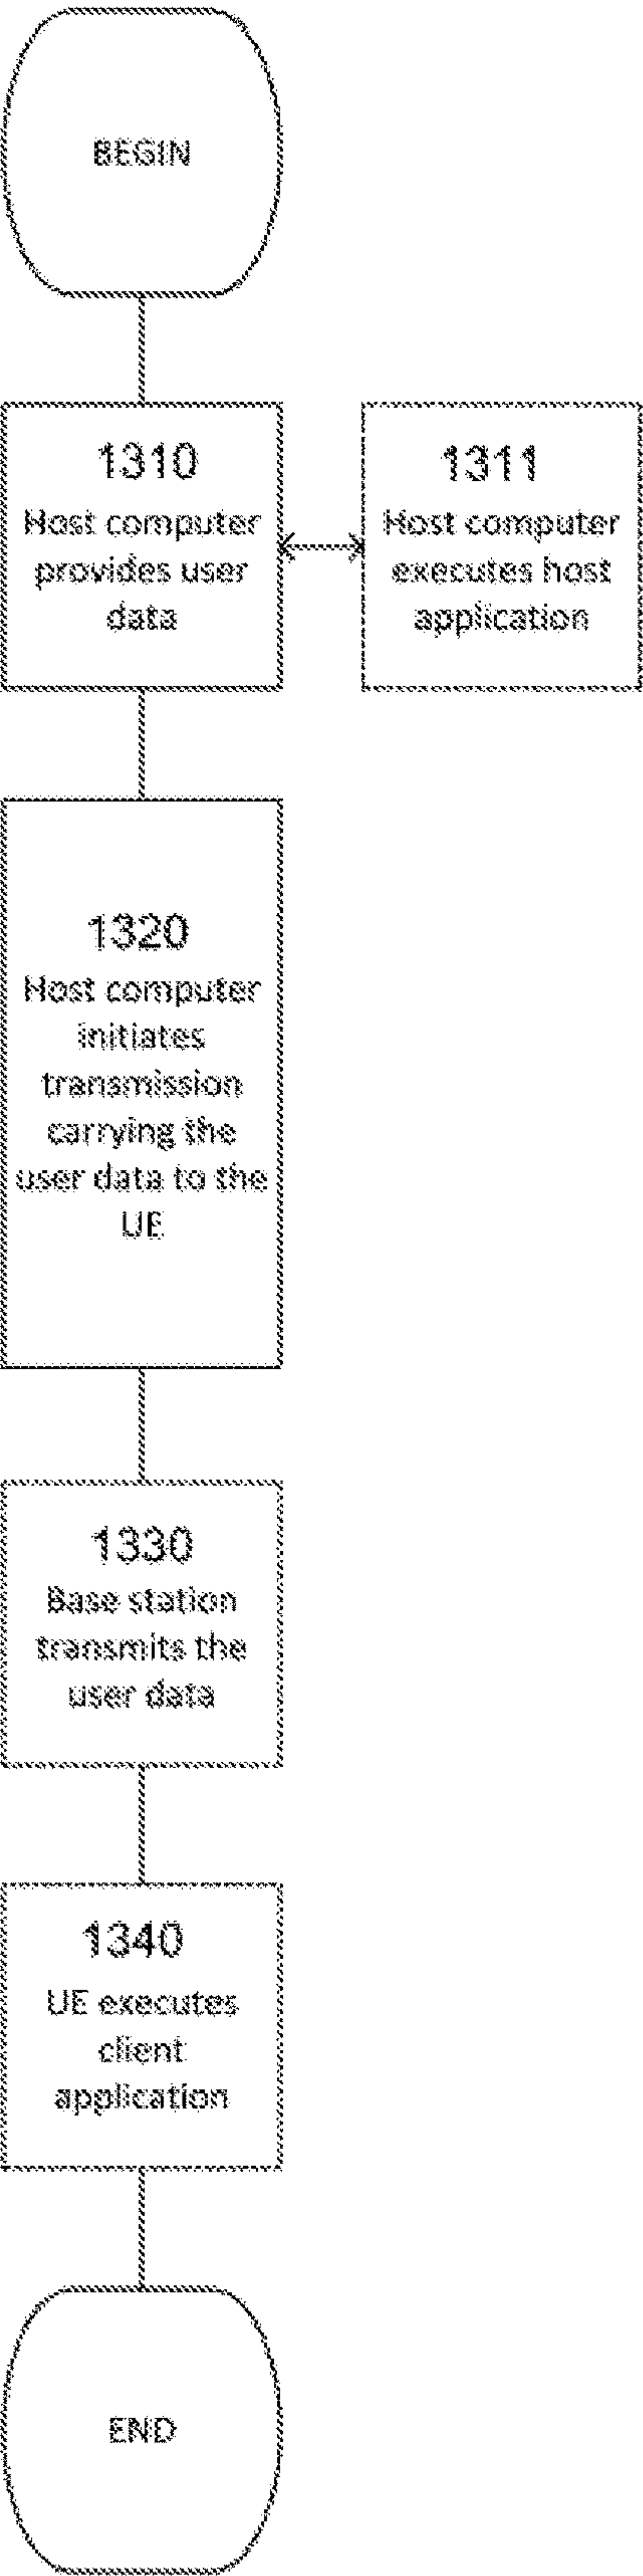 BEGIN
1310
Host computer
provides user
data
1311
Host computer
executes host
application
1320
Host computer
initiates
transmission
carrying the
user data to the
UE
1330
Base station
transmits the
user data
1340
UE executes
client
application
END